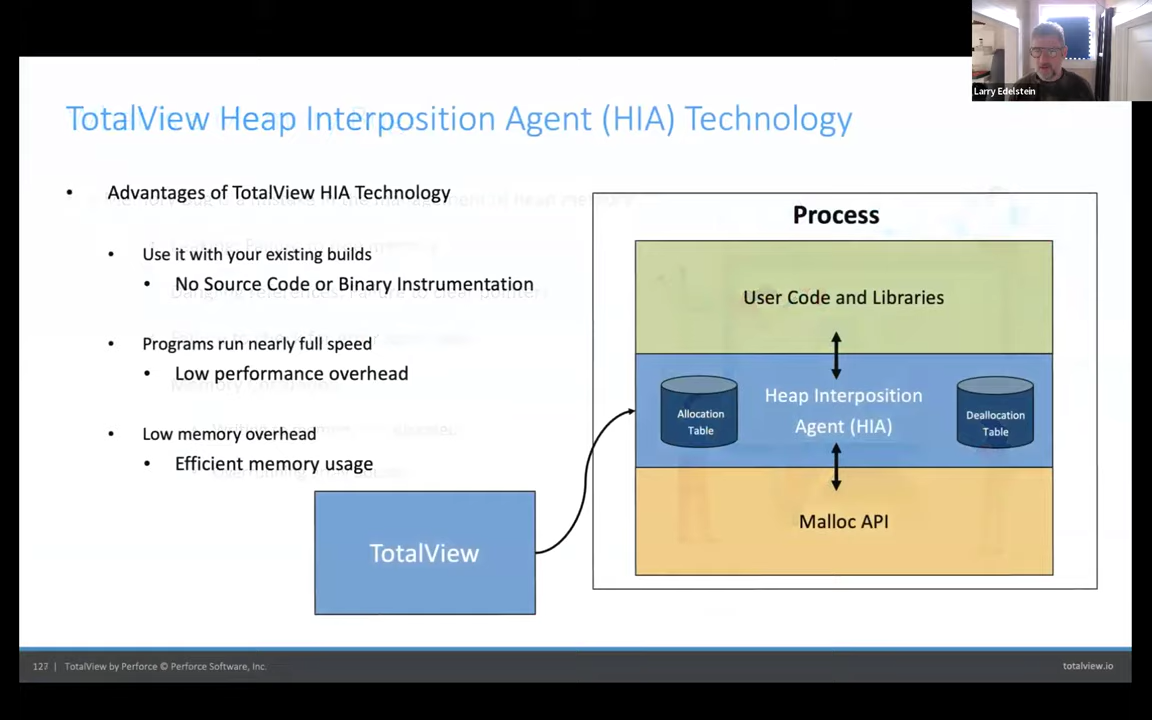 Larry Edelstein
TotalView Heap Interposition Agent (HIA) Technology
• Advantages of TotalView HIA Technology
• Use it with your existing builds
• No Source Code or Binary Instrumentation
• Programs run nearly full speed
• Low performance overhead
• Low memory overhead
• Efficient memory usage
TotalView
Process
User Code and Libraries
Allocation
Table
Heap Interposition
Agent (HIA)
Deallocation
Table
Malloc API
127 | TotalView by Perforce © Perforce Software, Inc.
totalview.io